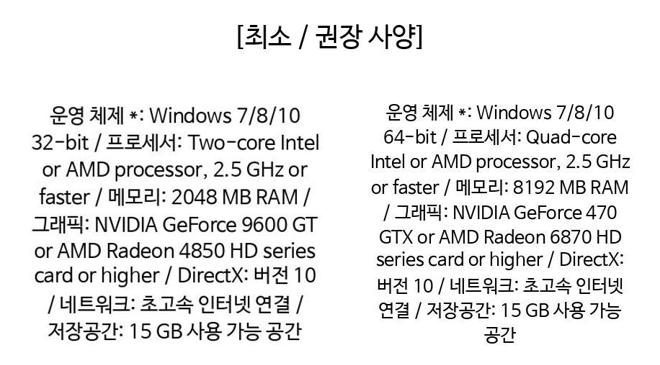 [최소 / 권장 사양]
운영 체제 *: Windows 7/8/10
32-bit / 프로세서: Two-core Intel
or AMD processor, 2.5 GHz or
faster / 메모리: 2048 MB RAM /
그래픽: NVIDIA GeForce 9600 GT
or AMD Radeon 4850 HD series
card or higher / DirectX: 버전 10
/ 네트워크: 초고속 인터넷 연결 /
저장공간: 15 GB 사용 가능 공간
운영 체제 *: Windows 7/8/10
64-bit / 프로세서: Quad-core
Intel or AMD processor, 2.5 GHz
or faster / 메모리: 8192 MB RAM
/ 그래픽: NVIDIA GeForce 470
GTX or AMD Radeon 6870 HD
series card or higher / DirectX:
버전 10 / 네트워크: 초고속 인터넷
연결 / 저장공간: 15 GB 사용 가능
공간